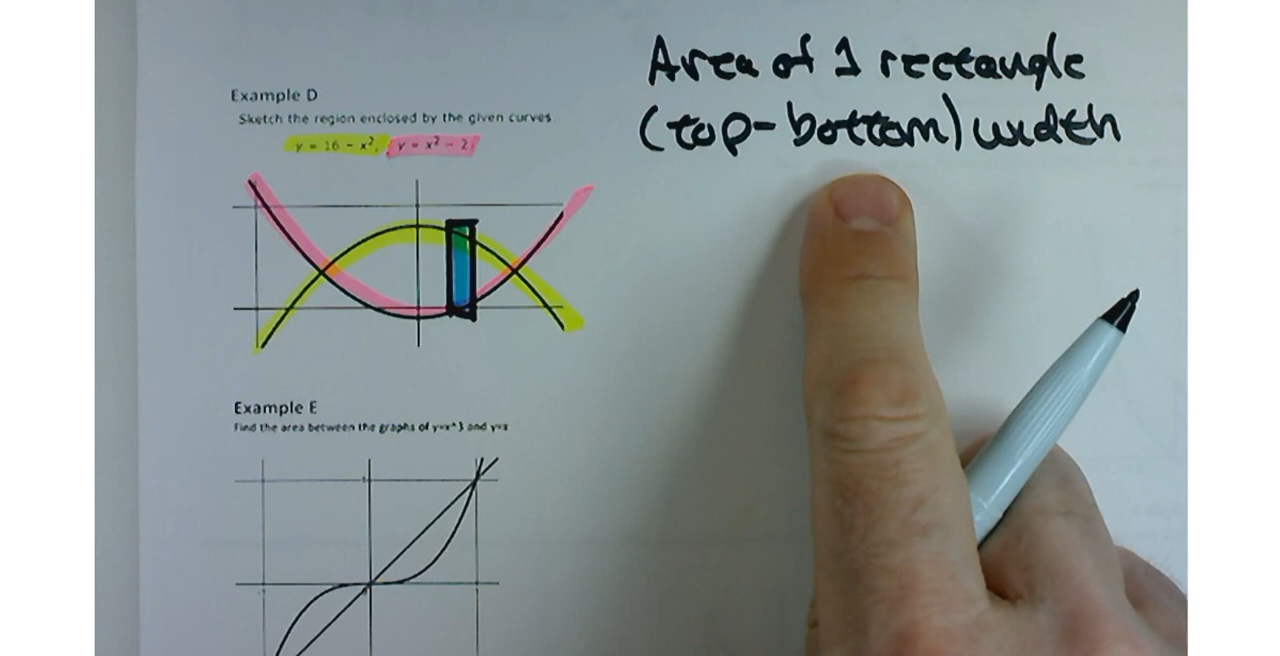 Area of 1 rectangle
(top-bottom) width
Example D
Sketch the region enclosed by the given curves
y = 16 - x², y = x² - 2
Example E
Find the area between the graphs of y=x^3 and y=x